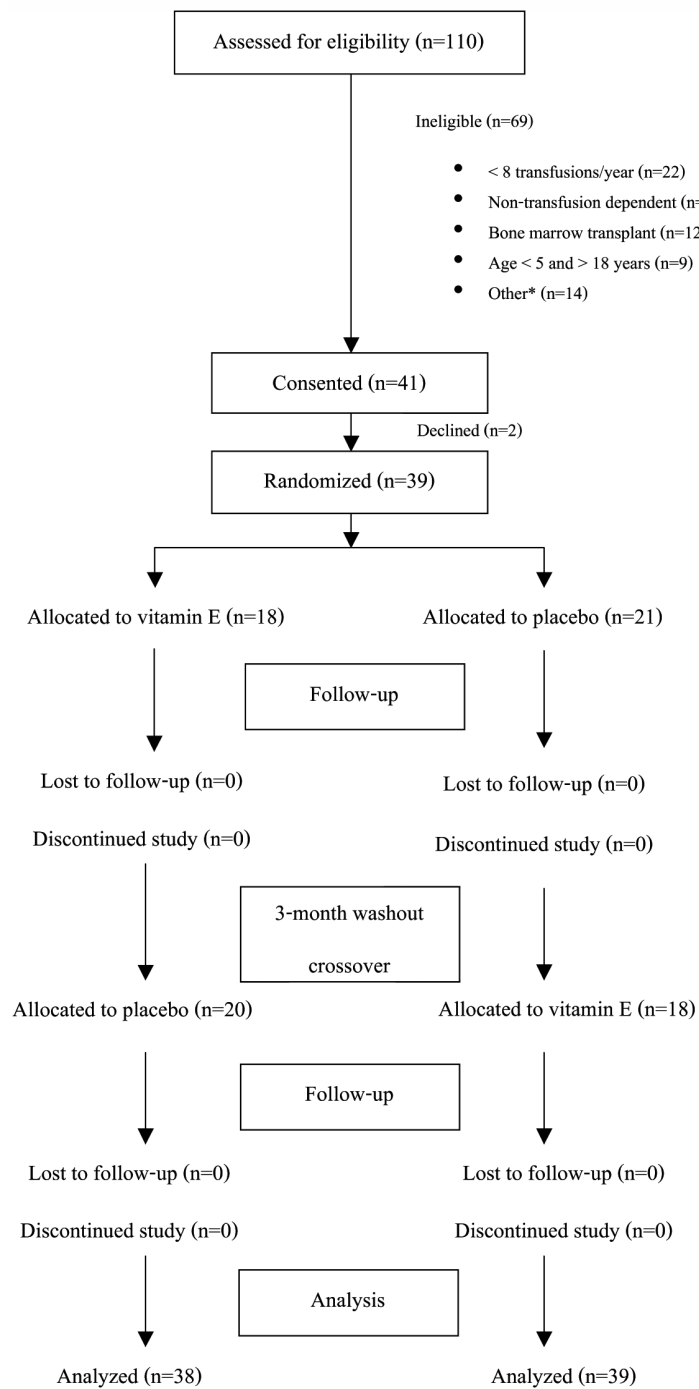 Assessed for eligibility (n=110)
Ineligible (n=69)
• < 8 transfusions/year (n=22)
• Non-transfusion dependent (n=
• Bone marrow transplant (n=12
• Age < 5 and > 18 years (n=9)
• Other* (n=14)
Consented (n=41)
Declined (n=2)
Randomized (n=39)
Allocated to vitamin E (n=18)
Allocated to placebo (n=21)
Follow-up
Lost to follow-up (n=0)
Lost to follow-up (n=0)
Discontinued study (n=0)
Discontinued study (n=0)
3-month washout
crossover
Allocated to placebo (n=20)
Allocated to vitamin E (n=18)
Follow-up
Lost to follow-up (n=0)
Lost to follow-up (n=0)
Discontinued study (n=0)
Discontinued study (n=0)
Analysis
Analyzed (n=38)
Analyzed (n=39)